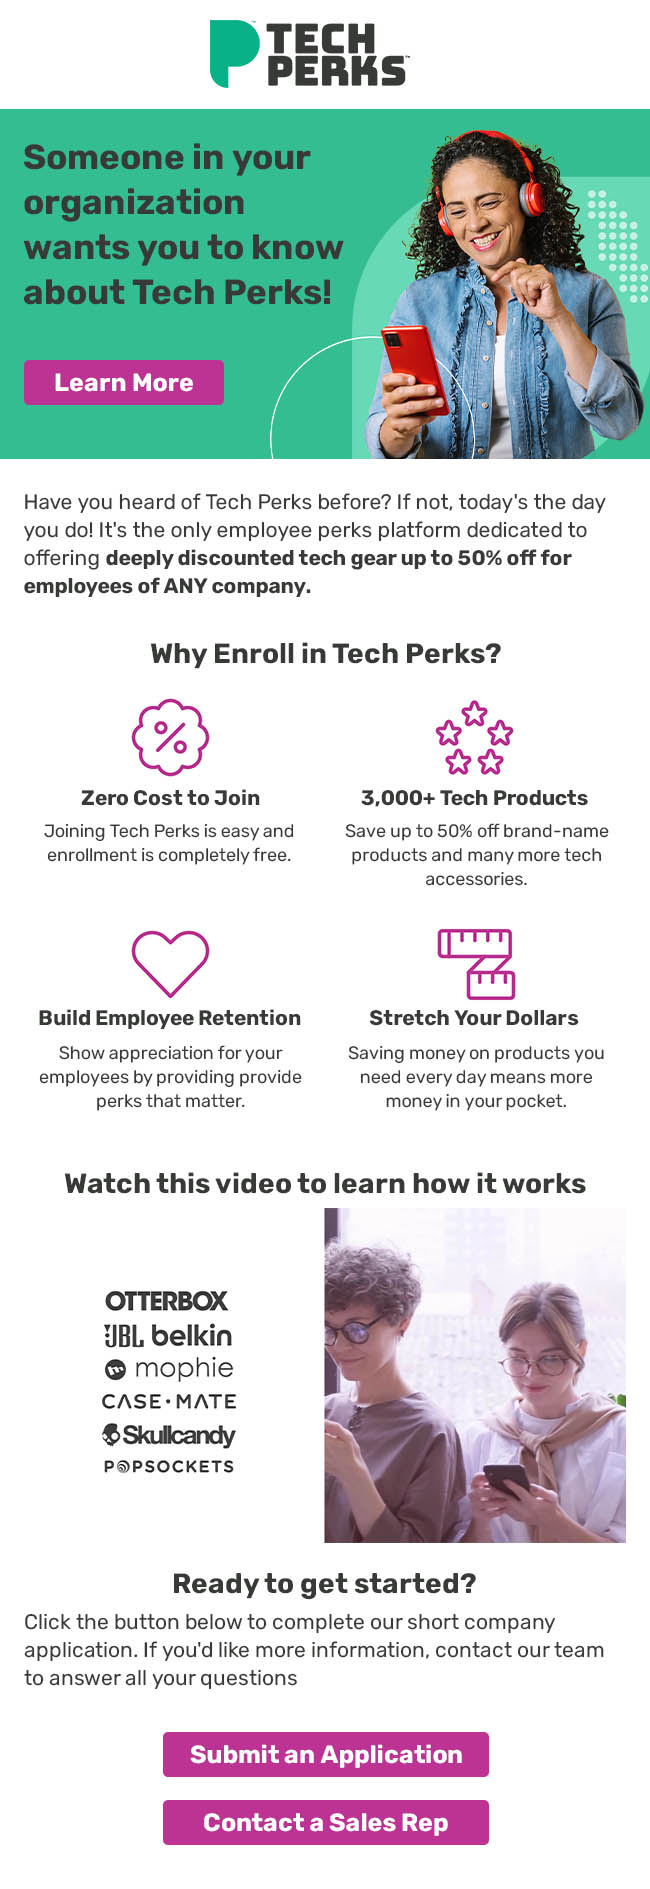 TECH
PERKS™
Someone in your
organization
wants you to know
about Tech Perks!
Learn More
Have you heard of Tech Perks before? If not, today's the day
you do! It's the only employee perks platform dedicated to
offering deeply discounted tech gear up to 50% off for
employees of ANY company.
Why Enroll in Tech Perks?
%
Zero Cost to Join
Joining Tech Perks is easy and
enrollment is completely free.
3,000+ Tech Products
Save up to 50% off brand-name
products and many more tech
accessories.
Build Employee Retention
Show appreciation for your
employees by providing provide
perks that matter.
Stretch Your Dollars
Saving money on products you
need every day means more
money in your pocket.
Watch this video to learn how it works
OTTERBOX
JBL belkin
mophie
CASE·MATE
Skullcandy
POPSOCKETS
Ready to get started?
Click the button below to complete our short company
application. If you'd like more information, contact our team
to answer all your questions
Submit an Application
Contact a Sales Rep